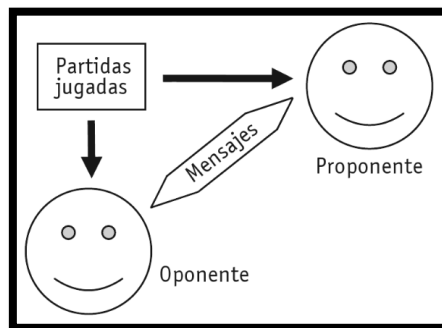 Partidas
jugadas
Mensajes
Proponente
Oponente